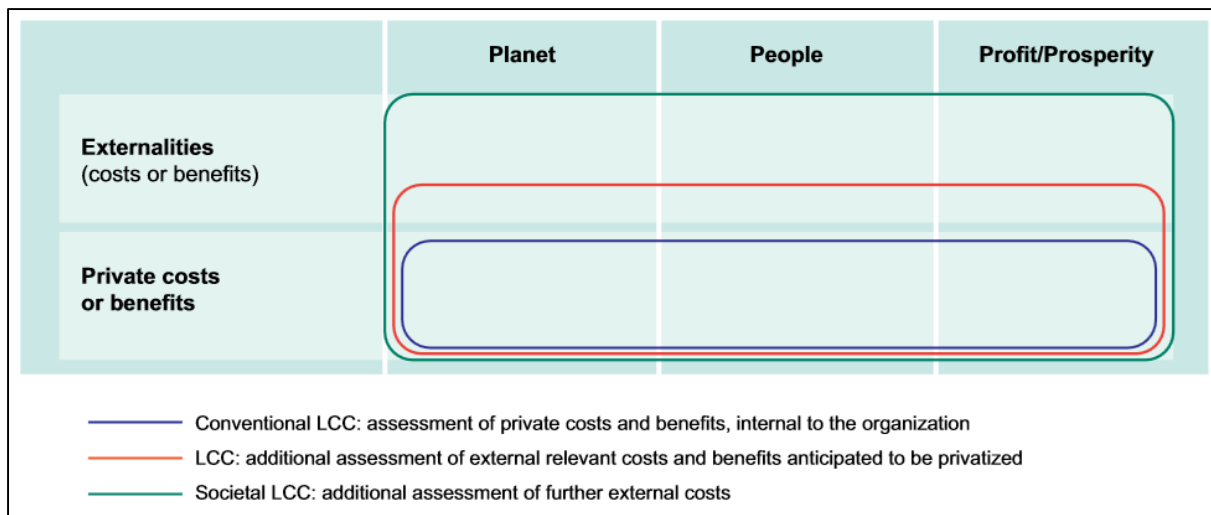 Planet People Profit/Prosperity
Externalities
(costs or benefits)
Private costs
or benefits
Conventional LCC: assessment of private costs and benefits, internal to the organization
LCC: additional assessment of external relevant costs and benefits anticipated to be privatized
Societal LCC: additional assessment of further external costs